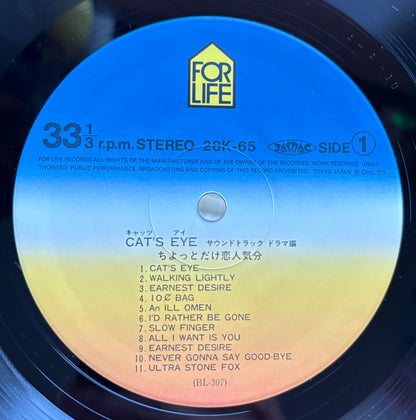 FOR
LIFE
33 1/3 r.p.m. STEREO 28K-65 JASRAC SIDE 1
FOR LIFE RECORDS-ALL RIGHTS OF THE MANUFACTURER AND OF THE OWNER OF THE RECORDED WORK RESERVED. UNAU-
THORISED PUBLIC PERFORMANCE, BROADCASTING AND COPYING OF THIS RECORD PROHIBITED. TOKYO JAPAN. Ⓟ Dec.'83
キャッツ アイ
CAT'S EYE サウンドトラック ドラマ編
ちょっとだけ恋人気分
1. CAT'S EYE
2. WALKING LIGHTLY
3. EARNEST DESIRE
4. 10¢ BAG
5. An ILL OMEN
6. I'D RATHER BE GONE
7. SLOW FINGER
8. ALL I WANT IS YOU
9. EARNEST DESIRE
10. NEVER GONNA SAY GOOD-BYE
11. ULTRA STONE FOX
(BL-307)